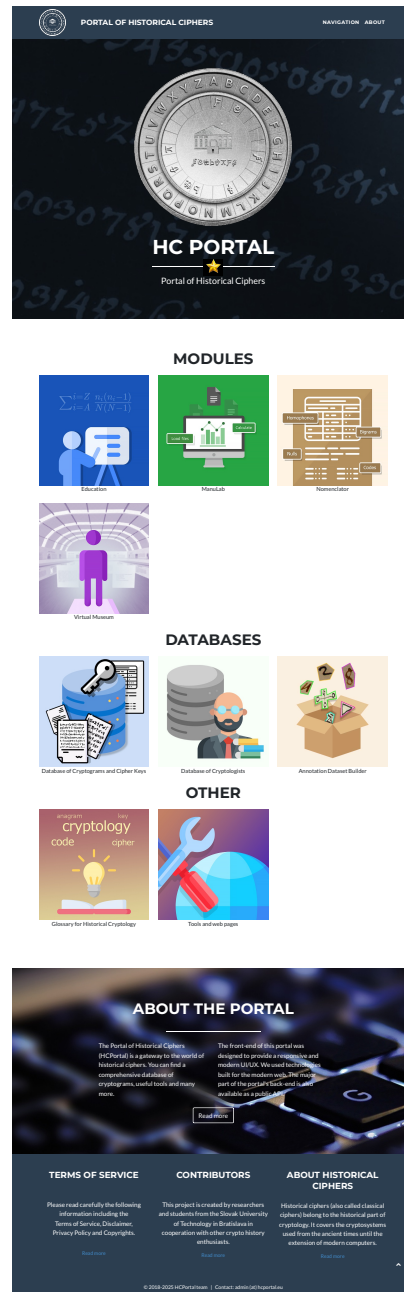 PORTAL OF HISTORICAL CIPHERS
NAVIGATION ABOUT
HC PORTAL
Portal of Historical Ciphers
MODULES
Load files
Calculate
Homophones
Bigrams
Nulls
Codes
Education
ManuLab
Nomenclator
Virtual Museum
DATABASES
Database of Cryptograms and Cipher Keys
Database of Cryptologists
Annotation Dataset Builder
OTHER
anagram key
cryptology
code cipher
Glossary for Historical Cryptology
Tools and web pages
ABOUT THE PORTAL
The Portal of Historical Ciphers
(HCPortal) is a gateway to the world of
historical ciphers. You can find a
comprehensive database of
cryptograms, useful tools and many
more.
The front-end of this portal was
designed to provide a responsive and
modern UI/UX. We used technologies
built for the modern web. The major
part of the portal's back-end is also
available as a public API.
Read more
TERMS OF SERVICE
Please read carefully the following
information including the
Terms of Service, Disclaimer,
Privacy Policy and Copyrights.
Read more
CONTRIBUTORS
This project is created by researchers
and students from the Slovak University
of Technology in Bratislava in
cooperation with other crypto history
enthusiasts.
Read more
ABOUT HISTORICAL
CIPHERS
Historical ciphers (also called classical
ciphers) belong to the historical part of
cryptology. It covers the cryptosystems
used from the ancient times until the
extension of modern computers.
Read more
© 2018-2025 HCPortal team | Contact: admin (at) hcportal.eu